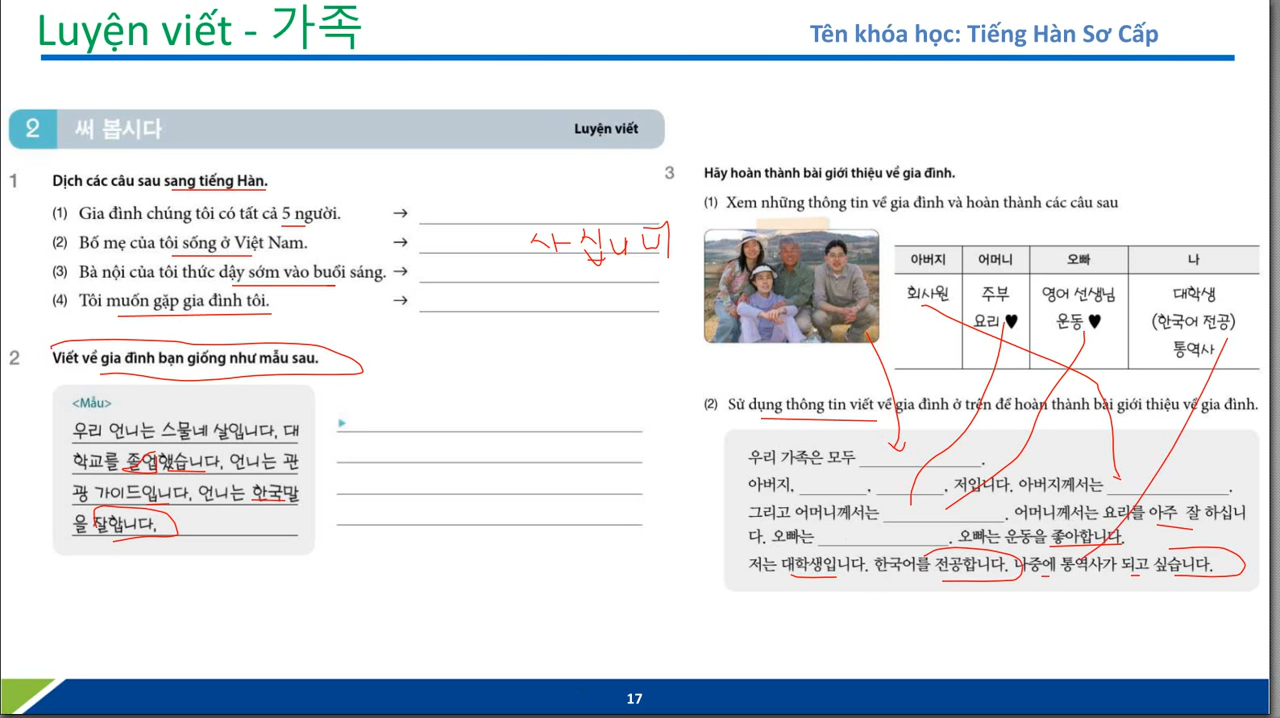 Luyện viết - 가족
Tên khóa học: Tiếng Hàn Sơ Cấp
2 써 봅시다 Luyện viết
1 Dịch các câu sau sang tiếng Hàn.
(1) Gia đình chúng tôi có tất cả 5 người. →
(2) Bố mẹ của tôi sống ở Việt Nam. →
(3) Bà nội của tôi thức dậy sớm vào buổi sáng. →
(4) Tôi muốn gặp gia đình tôi. →
사십
2 Viết về gia đình bạn giống như mẫu sau.
<Mẫu>
우리 언니는 스물네 살입니다. 대
학교를 졸업했습니다. 언니는 관
광 가이드입니다. 언니는 한국말
을 잘합니다.
3 Hãy hoàn thành bài giới thiệu về gia đình.
(1) Xem những thông tin về gia đình và hoàn thành các câu sau
아버지 어머니 오빠 나
회사원 주부 영어 선생님 대학생
요리 ♥ 운동 ♥ (한국어 전공)
통역사
(2) Sử dụng thông tin viết về gia đình ở trên để hoàn thành bài giới thiệu về gia đình.
우리 가족은 모두 ____________.
아버지, ________, ________, 저입니다. 아버지께서는 ____________.
그리고 어머니께서는 ____________. 어머니께서는 요리를 아주 잘 하십니
다. 오빠는 ____________. 오빠는 운동을 좋아합니다.
저는 대학생입니다. 한국어를 전공합니다. 나중에 통역사가 되고 싶습니다.
17